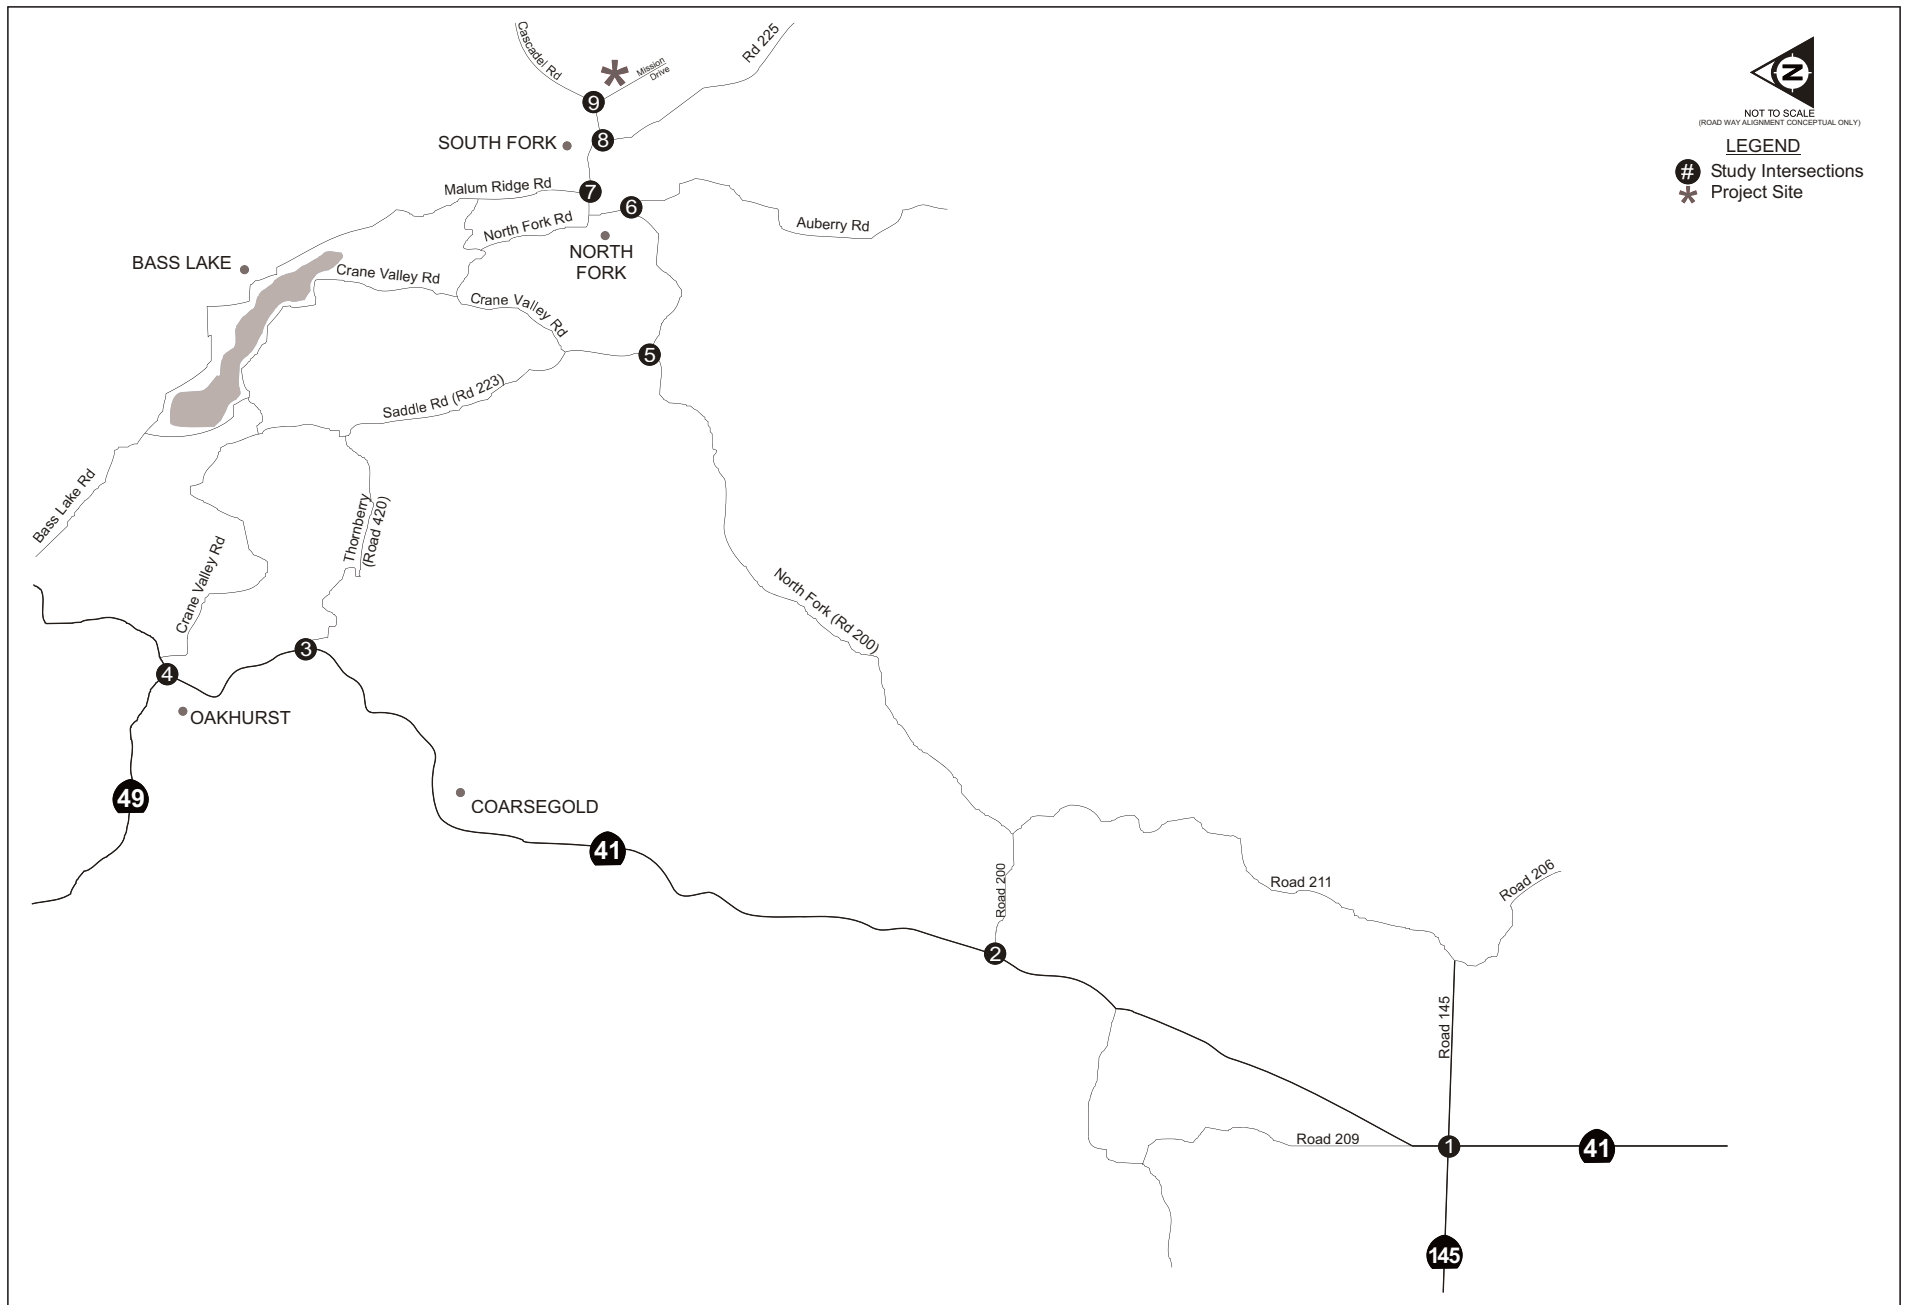 Cascadel Rd
Mission
Drive
Rd 225
9
8
SOUTH FORK
Malum Ridge Rd
7
6
North Fork Rd
Auberry Rd
NORTH
FORK
BASS LAKE
Crane Valley Rd
Crane Valley Rd
5
Saddle Rd (Rd 223)
Bass Lake Rd
Thornberry
(Road 420)
Crane Valley Rd
North Fork (Rd 200)
3
4
OAKHURST
49
COARSEGOLD
41
Road 200
2
Road 211
Road 206
Road 145
Road 209
1
41
145
N
NOT TO SCALE
(ROAD WAY ALIGNMENT CONCEPTUAL ONLY)
LEGEND
# Study Intersections
* Project Site